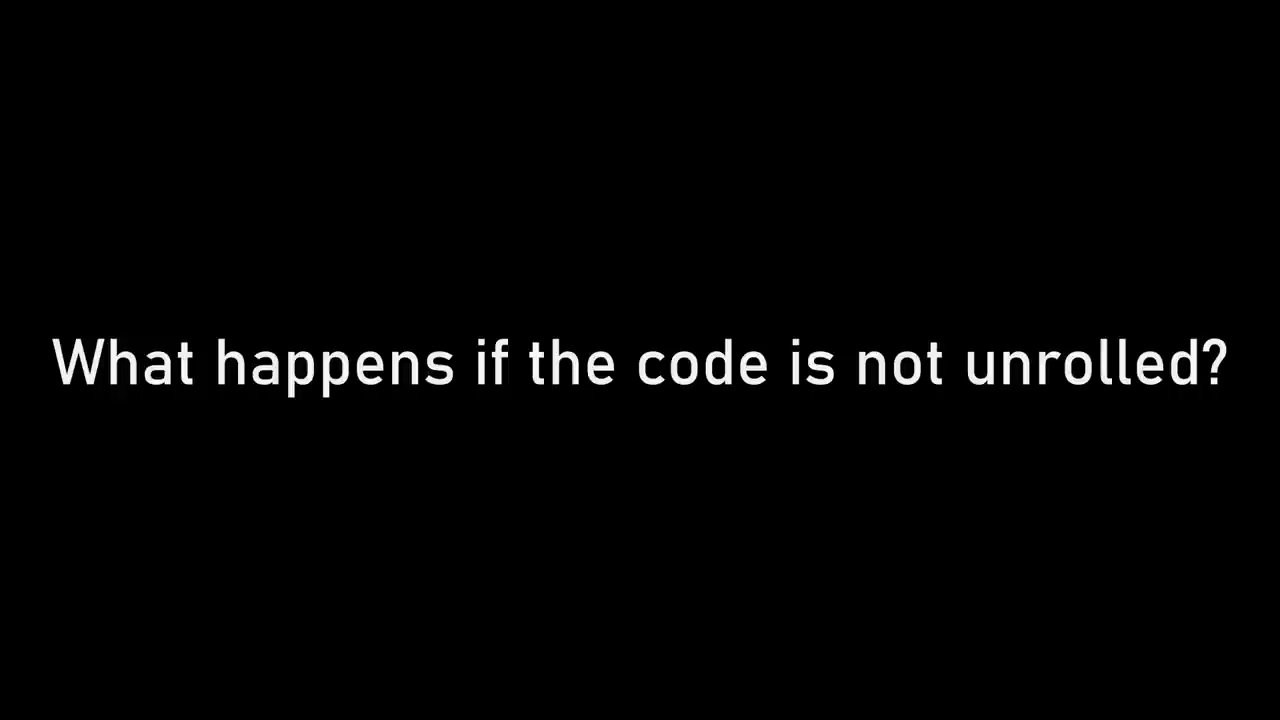 What happens if the code is not unrolled?